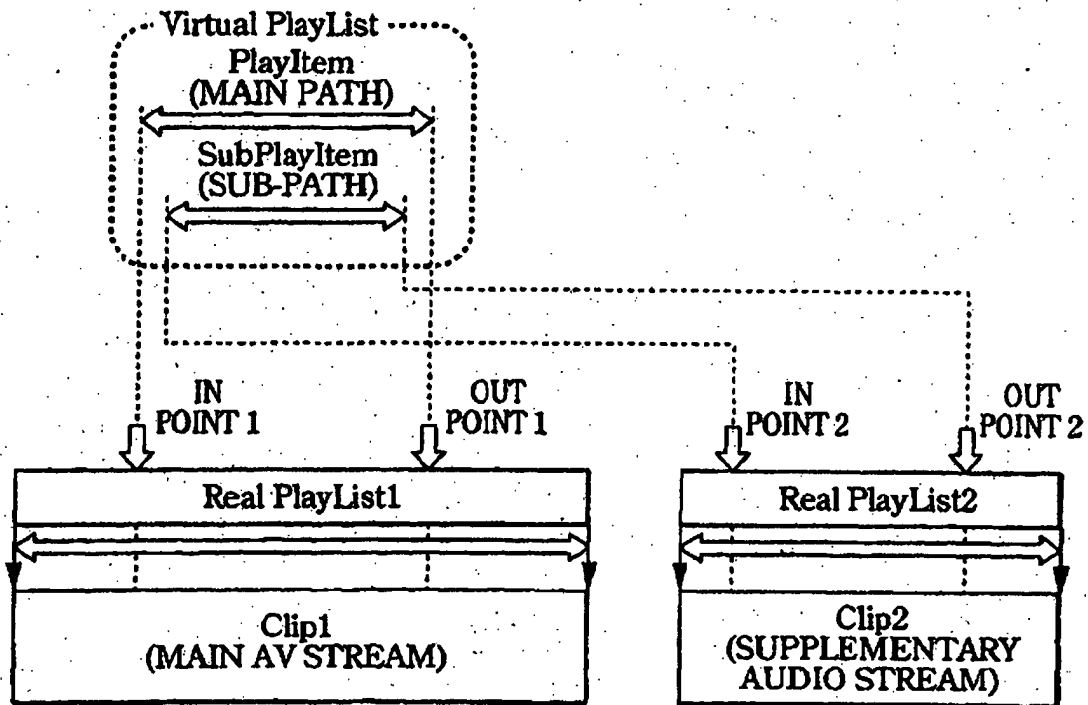 Virtual PlayList
PlayItem
(MAIN PATH)
SubPlayItem
(SUB-PATH)
IN
POINT 1
OUT
POINT 1
IN
POINT 2
OUT
POINT 2
Real PlayList1
Real PlayList2
Clip1
(MAIN AV STREAM)
Clip2
(SUPPLEMENTARY
AUDIO STREAM)